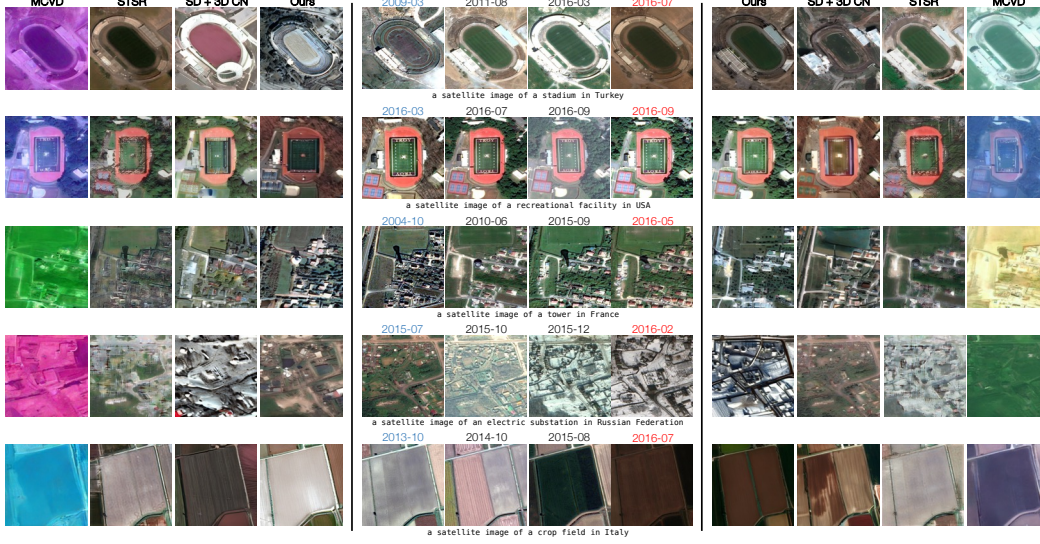 MCVD STSR SD + 3D CN Ours 2009-03 2011-08 2016-03 2016-07 Ours SD + 3D CN STSR MCVD
a satellite image of a stadium in Turkey
2016-03 2016-07 2016-09 2016-09
a satellite image of a recreational facility in USA
2004-10 2010-06 2015-09 2016-05
a satellite image of a tower in France
2015-07 2015-10 2015-12 2016-02
a satellite image of an electric substation in Russian Federation
2013-10 2014-10 2015-08 2016-07
a satellite image of a crop field in Italy